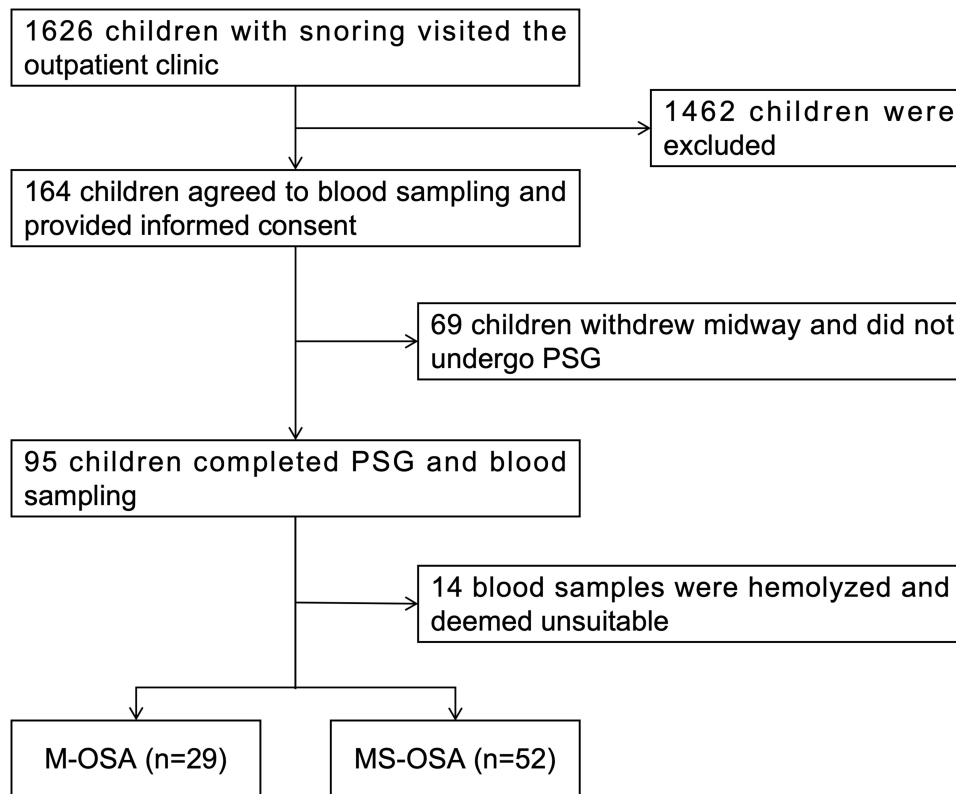 1626 children with snoring visited the
outpatient clinic
1462 children were
excluded
164 children agreed to blood sampling and
provided informed consent
69 children withdrew midway and did not
undergo PSG
95 children completed PSG and blood
sampling
14 blood samples were hemolyzed and
deemed unsuitable
M-OSA (n=29)
MS-OSA (n=52)